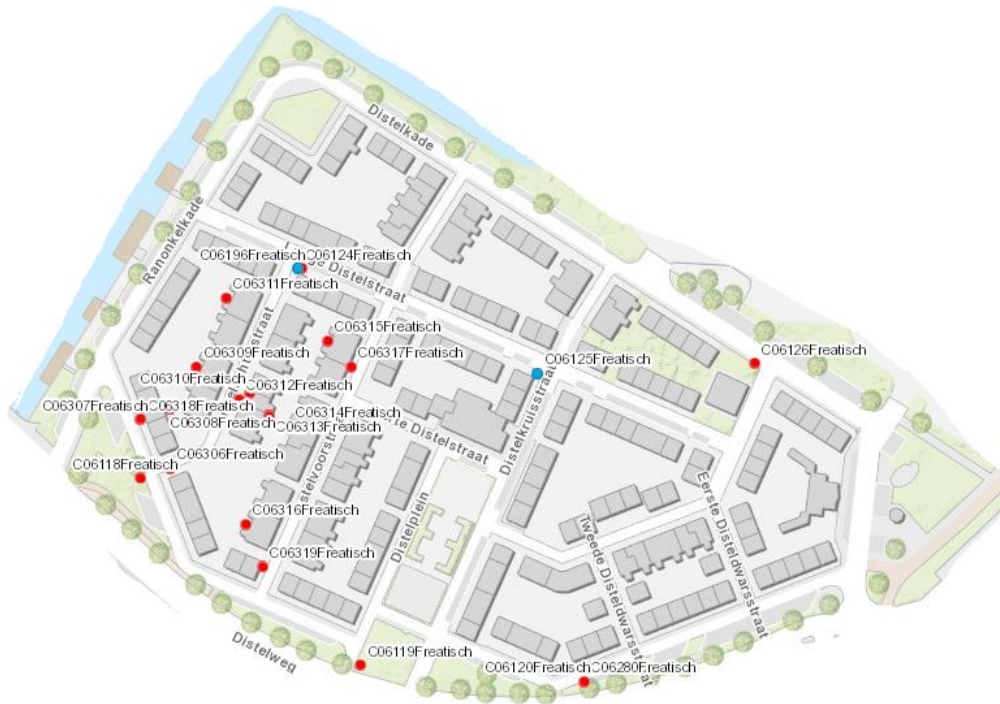 Distelkade
Ranonkelkade
C06196Freatisch
C06124Freatisch
Distelstraat
C06311Freatisch
C06315Freatisch
C06317Freatisch
C06309Freatisch
C06310Freatisch
C06312Freatisch
C06125Freatisch
C06126Freatisch
C06307Freatisch
C06318Freatisch
C06314Freatisch
C06308Freatisch
C06313Freatisch
Distelstraat
Distelkruisstraat
C06306Freatisch
C06118Freatisch
C06316Freatisch
Distelplein
C06319Freatisch
Eerste Disteldwarsstraat
Tweede Disteldwarsstraat
Distelweg
C06119Freatisch
C06120Freatisch
C06280Freatisch